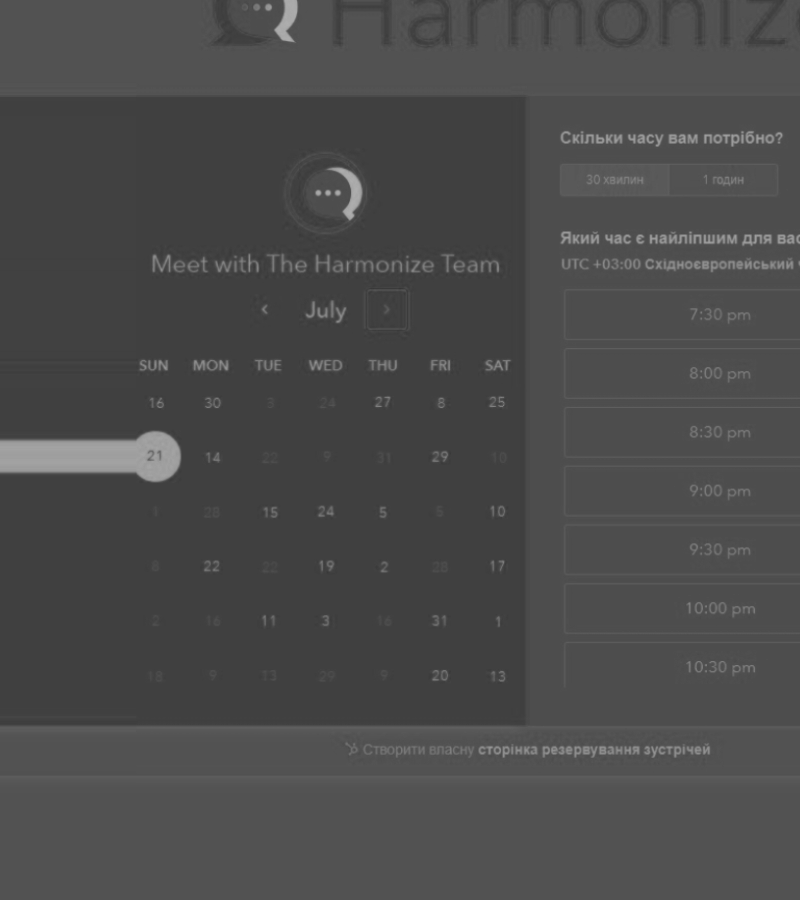 Harmonize
Meet with The Harmonize Team
‹ July ›
SUN MON TUE WED THU FRI SAT
16 30 3 24 27 8 25
21 14 22 9 31 29 10
1 28 15 24 5 5 10
8 22 22 19 2 28 17
2 16 11 3 16 31 1
18 9 13 29 9 20 13
Скільки часу вам потрібно?
30 хвилин 1 годин
Який час є найліпшим для вас
UTC +03:00 Східноєвропейський
7:30 pm
8:00 pm
8:30 pm
9:00 pm
9:30 pm
10:00 pm
10:30 pm
Створити власну сторінка резервування зустрічей